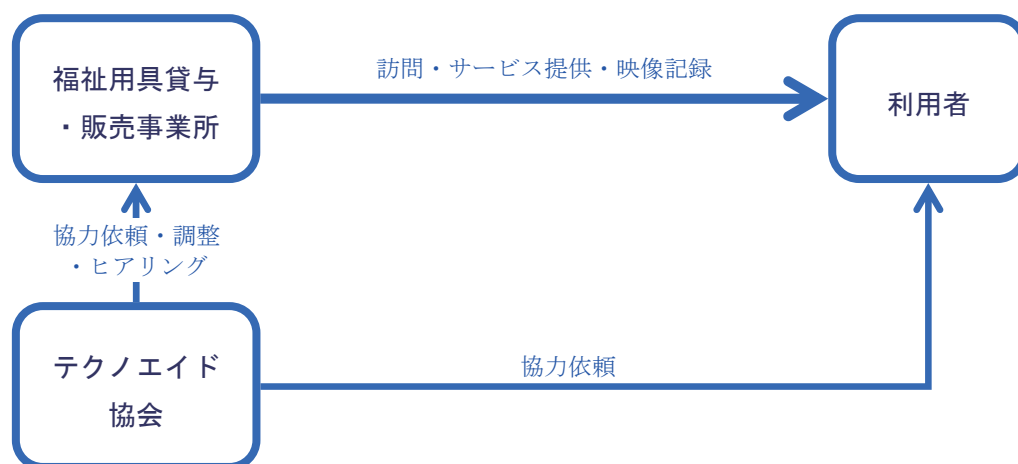 福祉用具貸与
・販売事業所
訪問・サービス提供・映像記録
利用者
協力依頼・調整
・ヒアリング
テクノエイド
協会
協力依頼